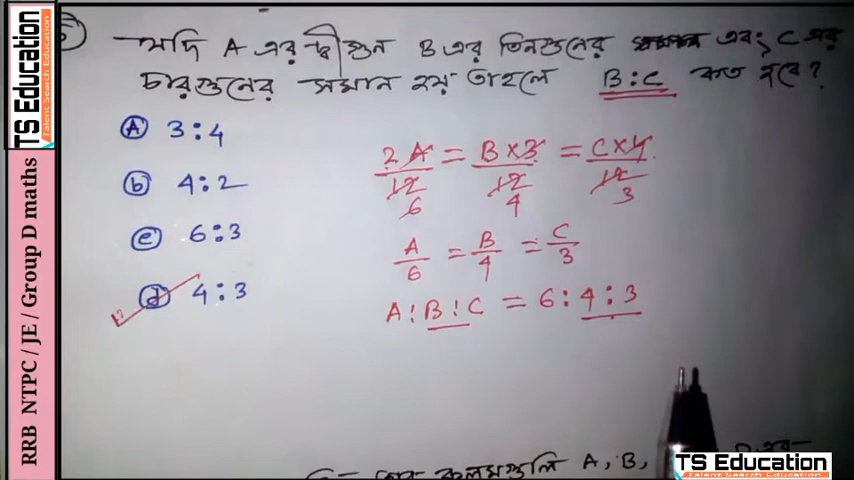 যদি A এর দ্বীগুন B এর তিনগুনের এবং C এর
চারগুনের সমান হয় তাহলে B:C কত হবে?
(A) 3:4
(b) 4:2
(c) 6:3
(d) 4:3
2A/12 = B×3/12 = C×4/12
6 4 3
A/6 = B/4 = C/3
A:B:C = 6:4:3
কলমগুলি A, B,
TS Education
Talent Search Education
RRB NTPC / JE / Group D maths
TS Education
Talent Search Education